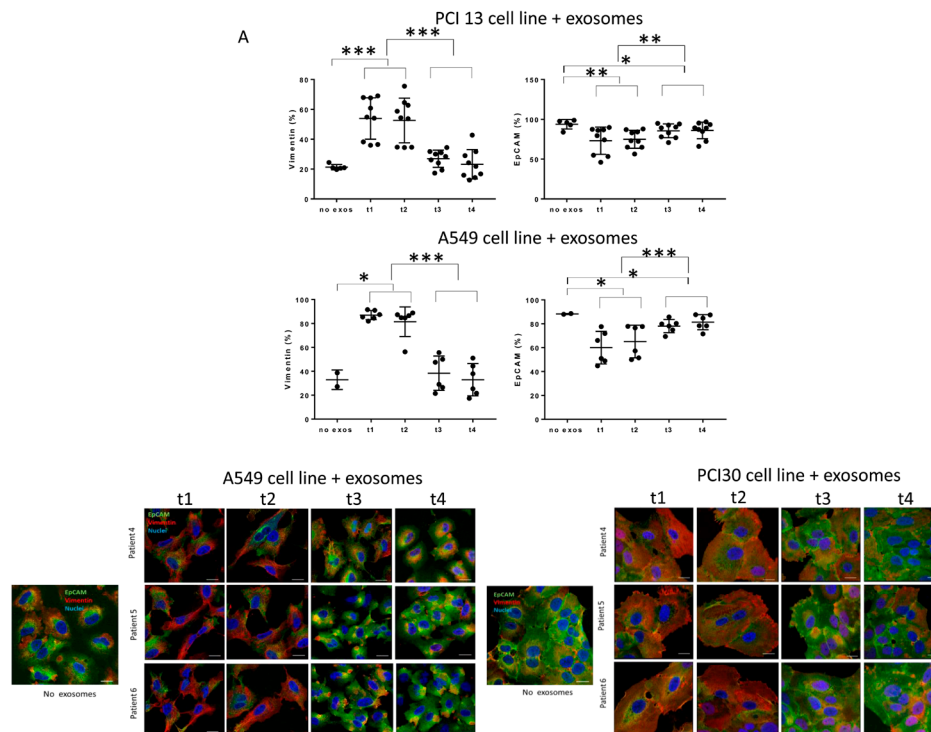 PCI 13 cell line + exosomes
A
*** *** ** * **
Vimentin (%)
80
60
40
20
0
no exos t1 t2 t3 t4
EpCAM (%)
150
100
50
0
no exos t1 t2 t3 t4
A549 cell line + exosomes
* *** *** * *
Vimentin (%)
100
80
60
40
20
0
no exos t1 t2 t3 t4
EpCAM (%)
100
80
60
40
20
0
no exos t1 t2 t3 t4
A549 cell line + exosomes
t1 t2 t3 t4
EpCAM
Vimentin
Nuclei
EpCAM
Vimentin
Nuclei
Patient 4
Patient 5
Patient 6
EpCAM
Vimentin
Nuclei
No exosomes
PCI30 cell line + exosomes
t1 t2 t3 t4
Patient 4
Patient 5
Patient 6
EpCAM
Vimentin
Nuclei
No exosomes